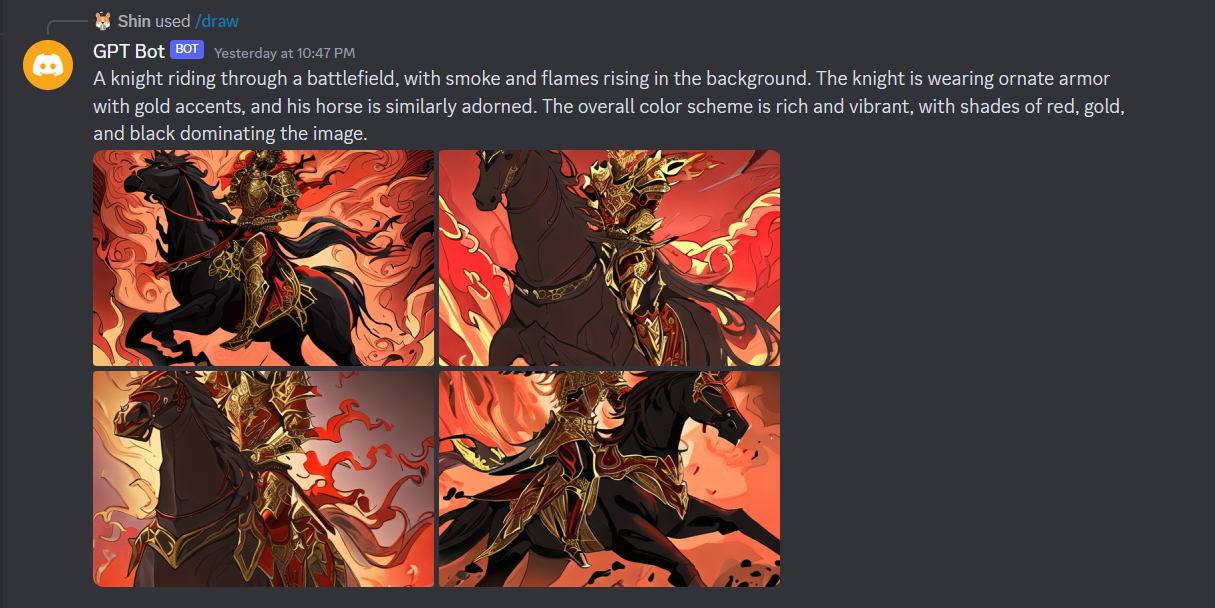 Shin used /draw
GPT Bot BOT Yesterday at 10:47 PM
A knight riding through a battlefield, with smoke and flames rising in the background. The knight is wearing ornate armor
with gold accents, and his horse is similarly adorned. The overall color scheme is rich and vibrant, with shades of red, gold,
and black dominating the image.